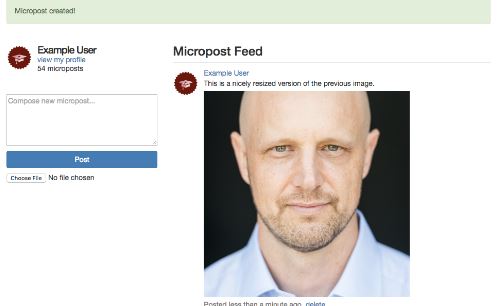 Micropost created!
Example User
view my profile
54 microposts
Compose new micropost...
Post
Choose File No file chosen
Micropost Feed
Example User
This is a nicely resized version of the previous image.
Posted less than a minute ago. delete